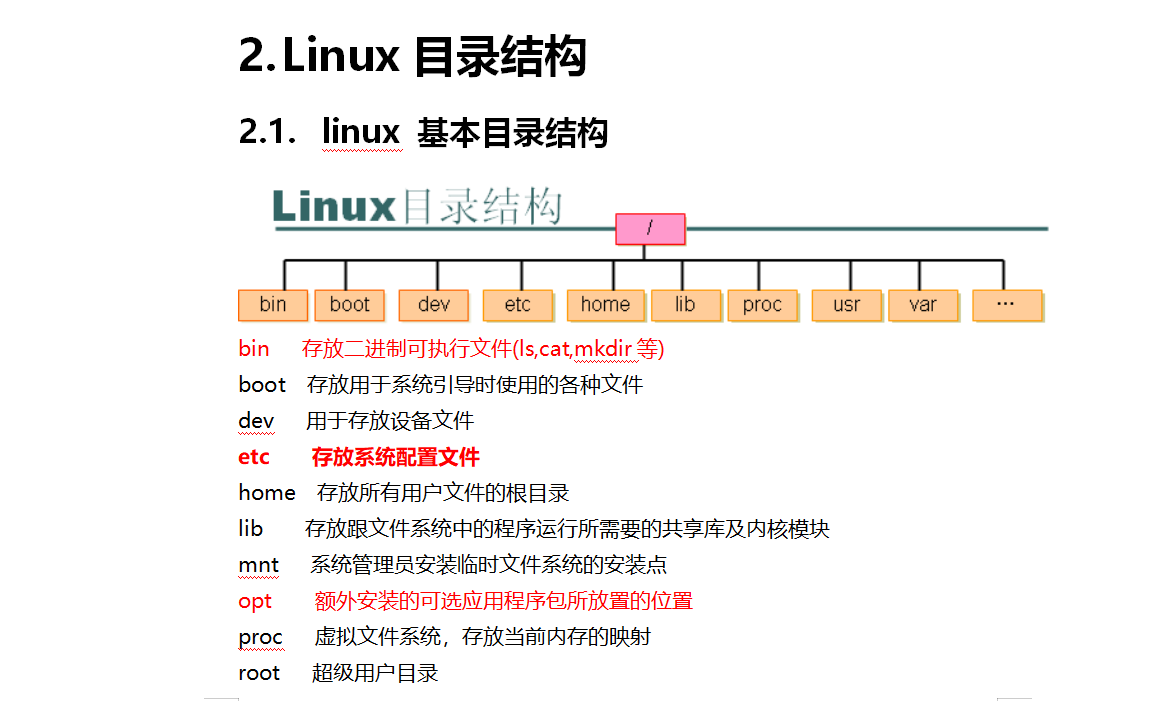 2.Linux 目录结构
2.1. linux 基本目录结构
Linux目录结构
/
bin boot dev etc home lib proc usr var ...
bin 存放二进制可执行文件(ls,cat,mkdir 等)
boot 存放用于系统引导时使用的各种文件
dev 用于存放设备文件
etc 存放系统配置文件
home 存放所有用户文件的根目录
lib 存放跟文件系统中的程序运行所需要的共享库及内核模块
mnt 系统管理员安装临时文件系统的安装点
opt 额外安装的可选应用程序包所放置的位置
proc 虚拟文件系统，存放当前内存的映射
root 超级用户目录